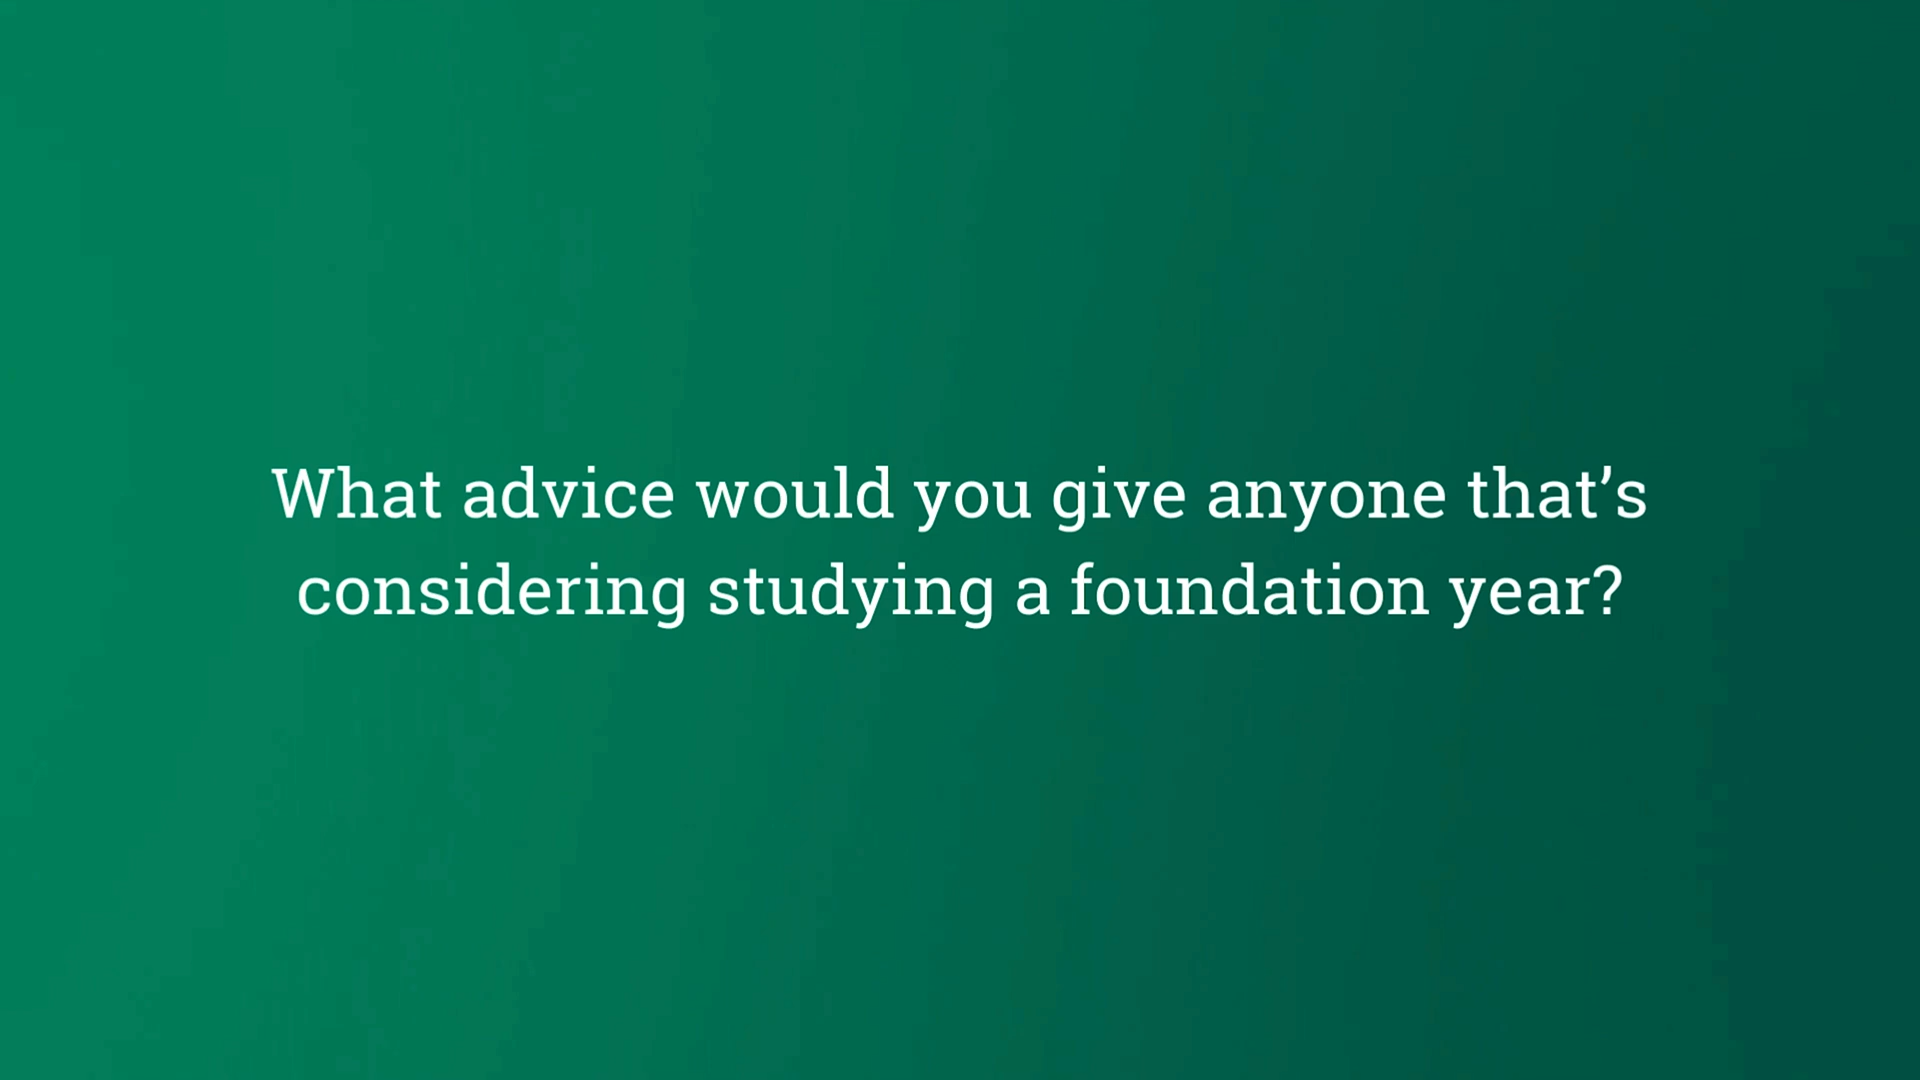 What advice would you give anyone that’s
considering studying a foundation year?